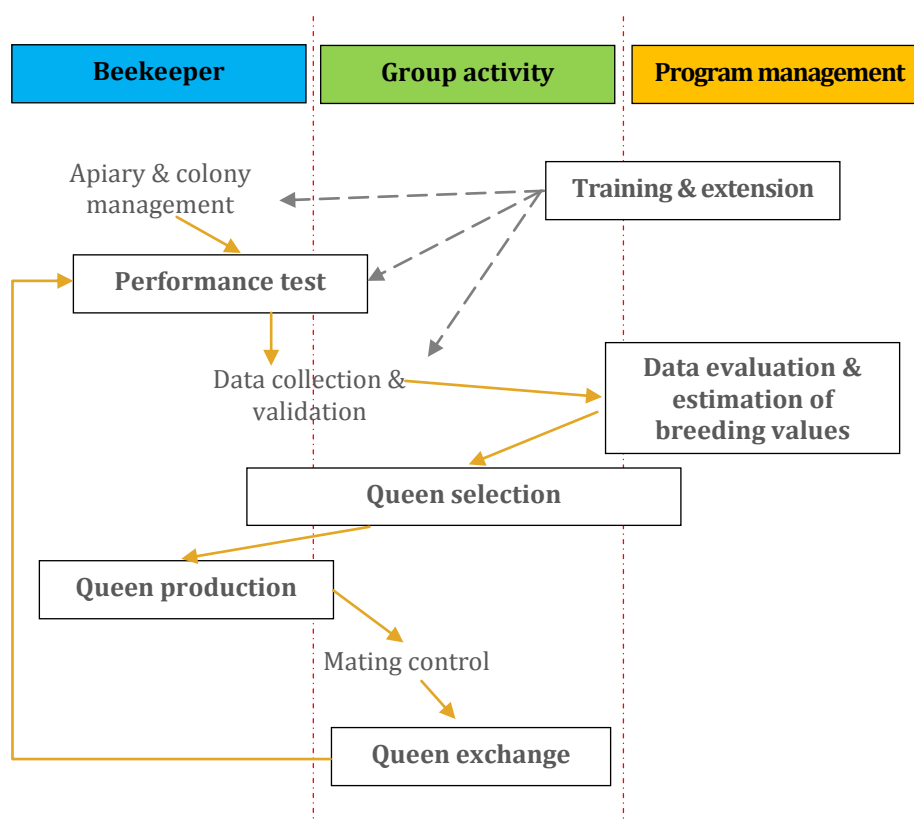 Beekeeper
Group activity
Program management
Apiary & colony
management
Training & extension
Performance test
Data collection &
validation
Data evaluation &
estimation of
breeding values
Queen selection
Queen production
Mating control
Queen exchange